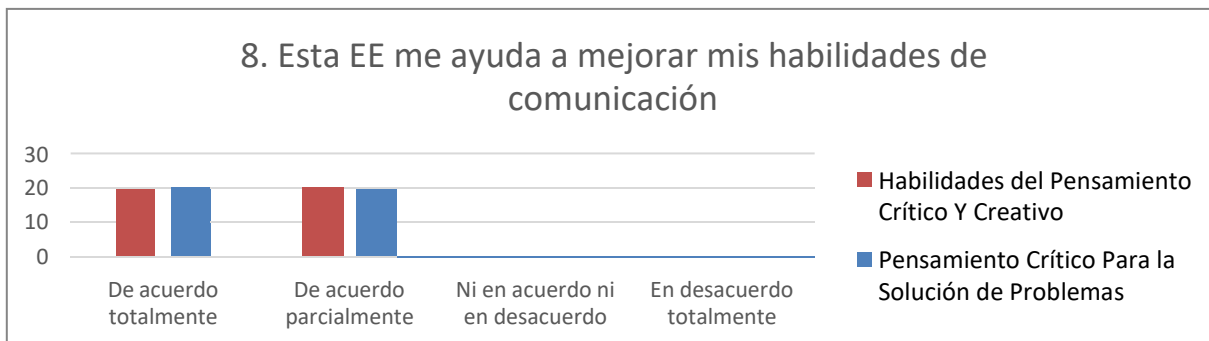 8. Esta EE me ayuda a mejorar mis habilidades de
comunicación
30
20
10
0
De acuerdo
totalmente
De acuerdo
parcialmente
Ni en acuerdo ni
en desacuerdo
En desacuerdo
totalmente
Habilidades del Pensamiento
Crítico Y Creativo
Pensamiento Crítico Para la
Solución de Problemas